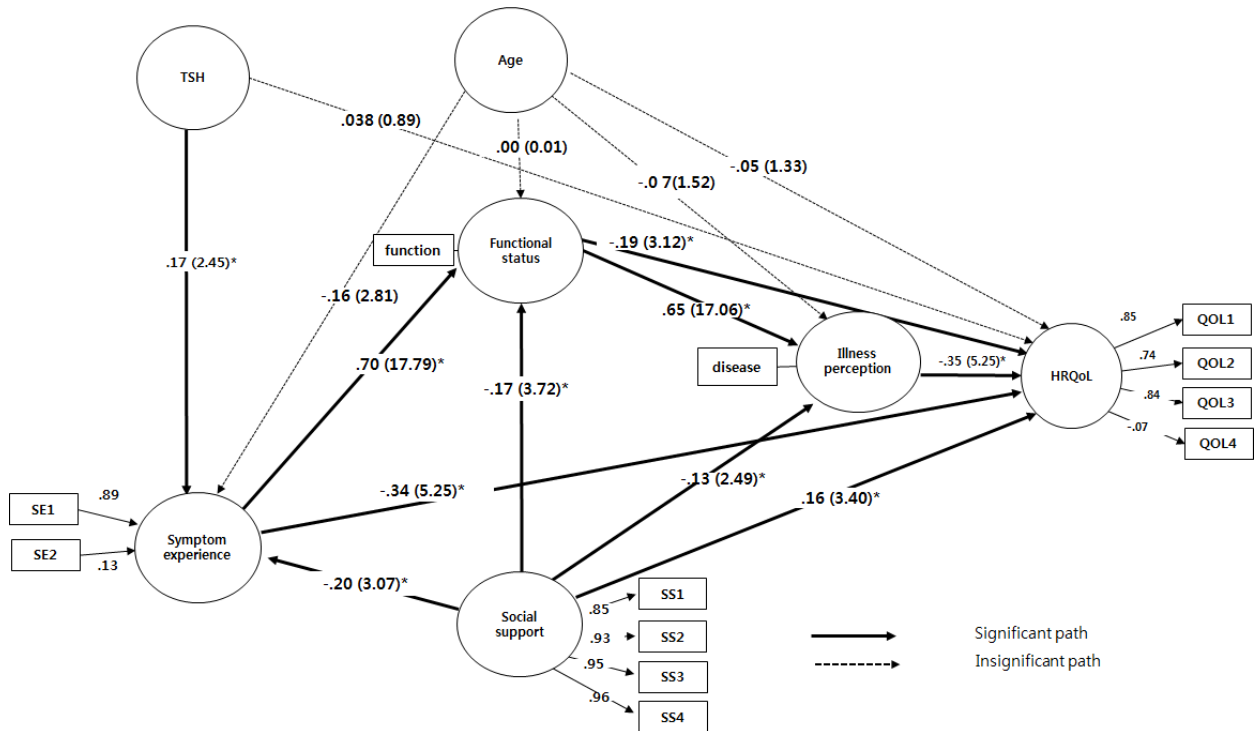 TSH
Age
.038 (0.89)
.00 (0.01)
-.05 (1.33)
-.0 7(1.52)
.17 (2.45)*
function
Functional
status
-.19 (3.12)*
-.16 (2.81)
.65 (17.06)*
.70 (17.79)*
disease
Illness
perception
-.35 (5.25)*
HRQoL
.85
QOL1
.74
QOL2
.84
QOL3
-.07
QOL4
-.17 (3.72)*
-.13 (2.49)*
.16 (3.40)*
-.34 (5.25)*
SE1
.89
SE2
.13
Symptom
experience
-.20 (3.07)*
Social
support
.85
SS1
.93
SS2
.95
SS3
.96
SS4
Significant path
Insignificant path